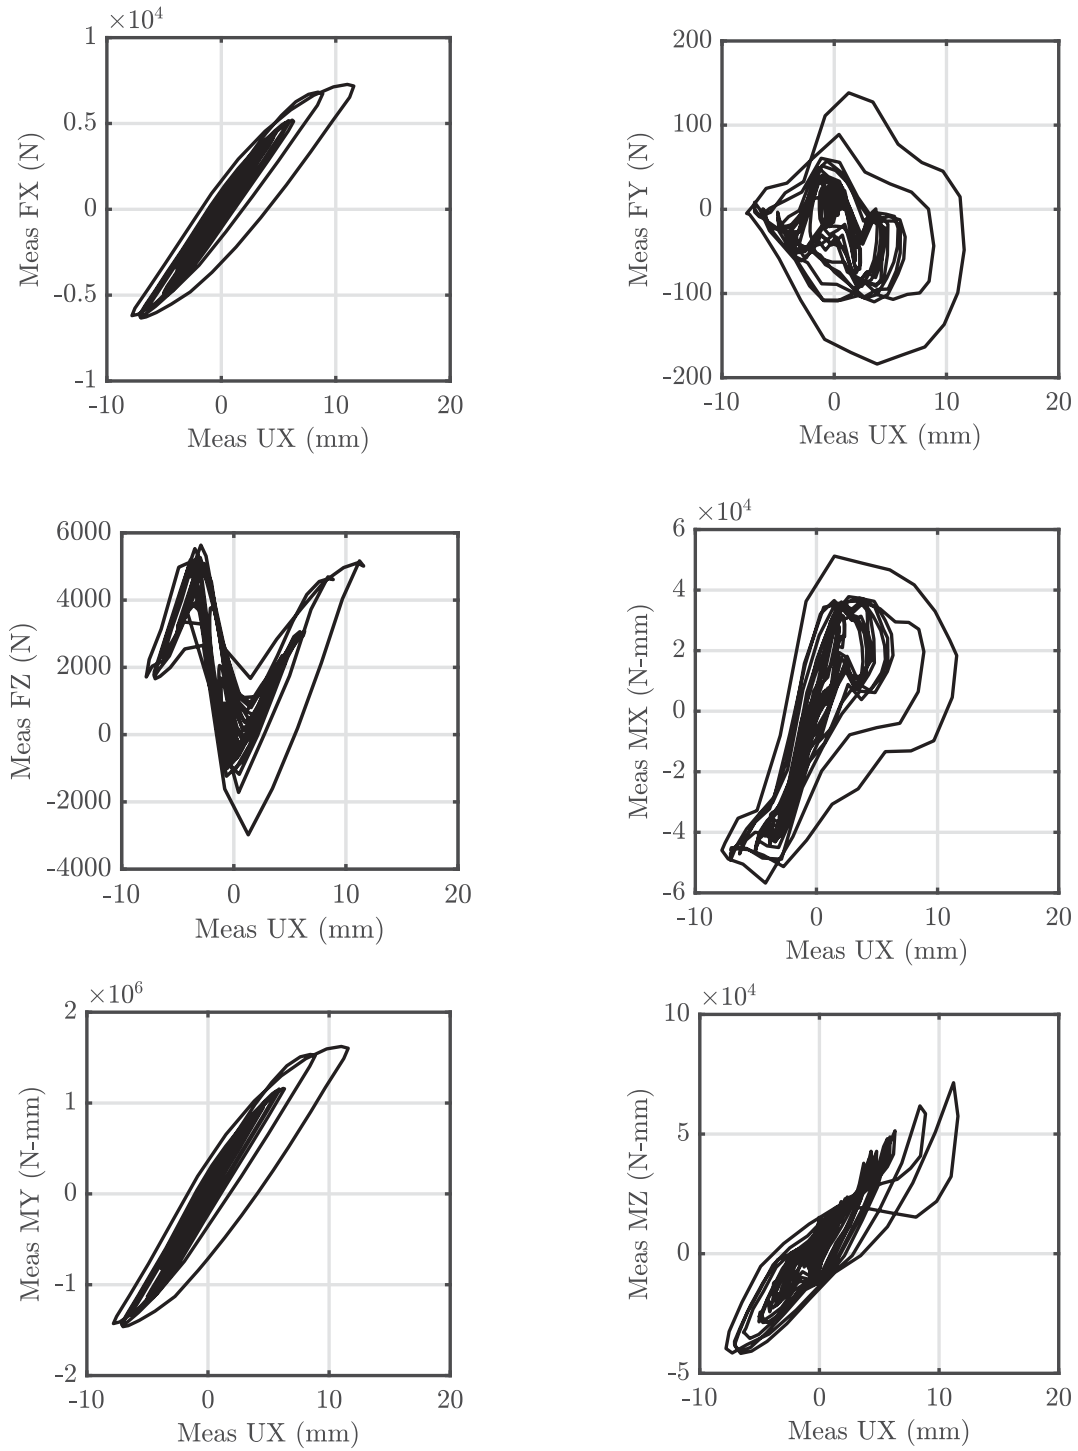 ×10⁴
1
0.5
0
-0.5
-1
-10 0 10 20
Meas UX (mm)
Meas FX (N)
200
100
0
-100
-200
-10 0 10 20
Meas UX (mm)
Meas FY (N)
6000
4000
2000
0
-2000
-4000
-10 0 10 20
Meas UX (mm)
Meas FZ (N)
×10⁴
6
4
2
0
-2
-4
-6
-10 0 10 20
Meas UX (mm)
Meas MX (N-mm)
×10⁶
2
1
0
-1
-2
-10 0 10 20
Meas UX (mm)
Meas MY (N-mm)
×10⁴
10
5
0
-5
-10 0 10 20
Meas UX (mm)
Meas MZ (N-mm)